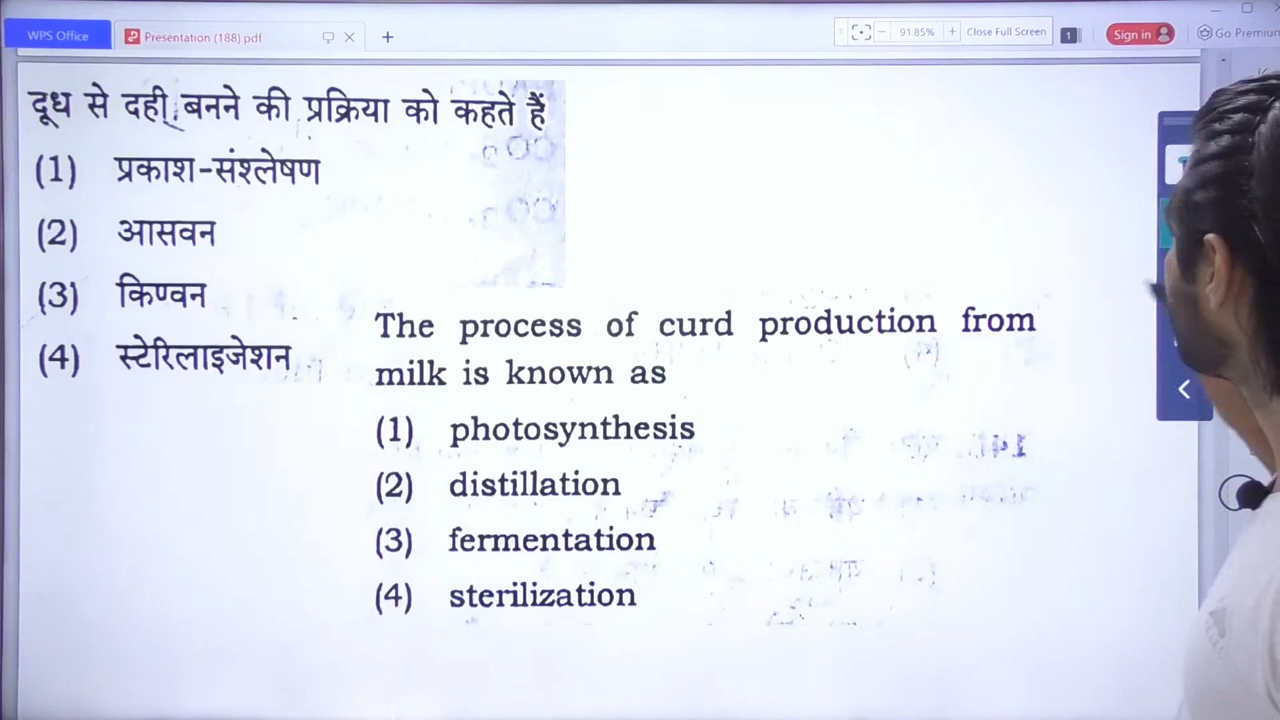 WPS Office
Presentation (188).pdf
91.85%
Close Full Screen
1
Sign in
Go Premium
दूध से दही बनने की प्रक्रिया को कहते हैं
(1) प्रकाश-संश्लेषण
(2) आसवन
(3) किण्वन
(4) स्टेरिलाइजेशन
The process of curd production from
milk is known as
(1) photosynthesis
(2) distillation
(3) fermentation
(4) sterilization